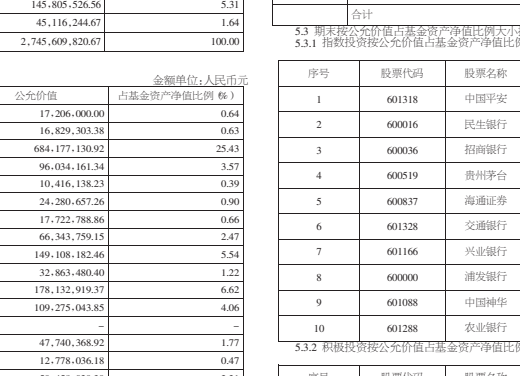 145,805,526.56 5.31
45,116,244.67 1.64
2,745,609,820.67 100.00
金额单位:人民币元
公允价值 占基金资产净值比例(%)
17,206,000.00 0.64
16,829,303.38 0.63
684,177,130.92 25.43
96,034,161.34 3.57
10,416,138.23 0.39
24,280,657.26 0.90
17,722,788.86 0.66
66,343,759.15 2.47
149,108,182.46 5.54
32,863,480.40 1.22
178,132,919.37 6.62
109,275,043.85 4.06
– –
47,740,368.92 1.77
12,778,036.18 0.47
合计
5.3 期末按公允价值占基金资产净值比例大小
5.3.1 指数投资按公允价值占基金资产净值比
序号 股票代码 股票名称
1 601318 中国平安
2 600016 民生银行
3 600036 招商银行
4 600519 贵州茅台
5 600837 海通证券
6 601328 交通银行
7 601166 兴业银行
8 600000 浦发银行
9 601088 中国神华
10 601288 农业银行
5.3.2 积极投资按公允价值占基金资产净值比